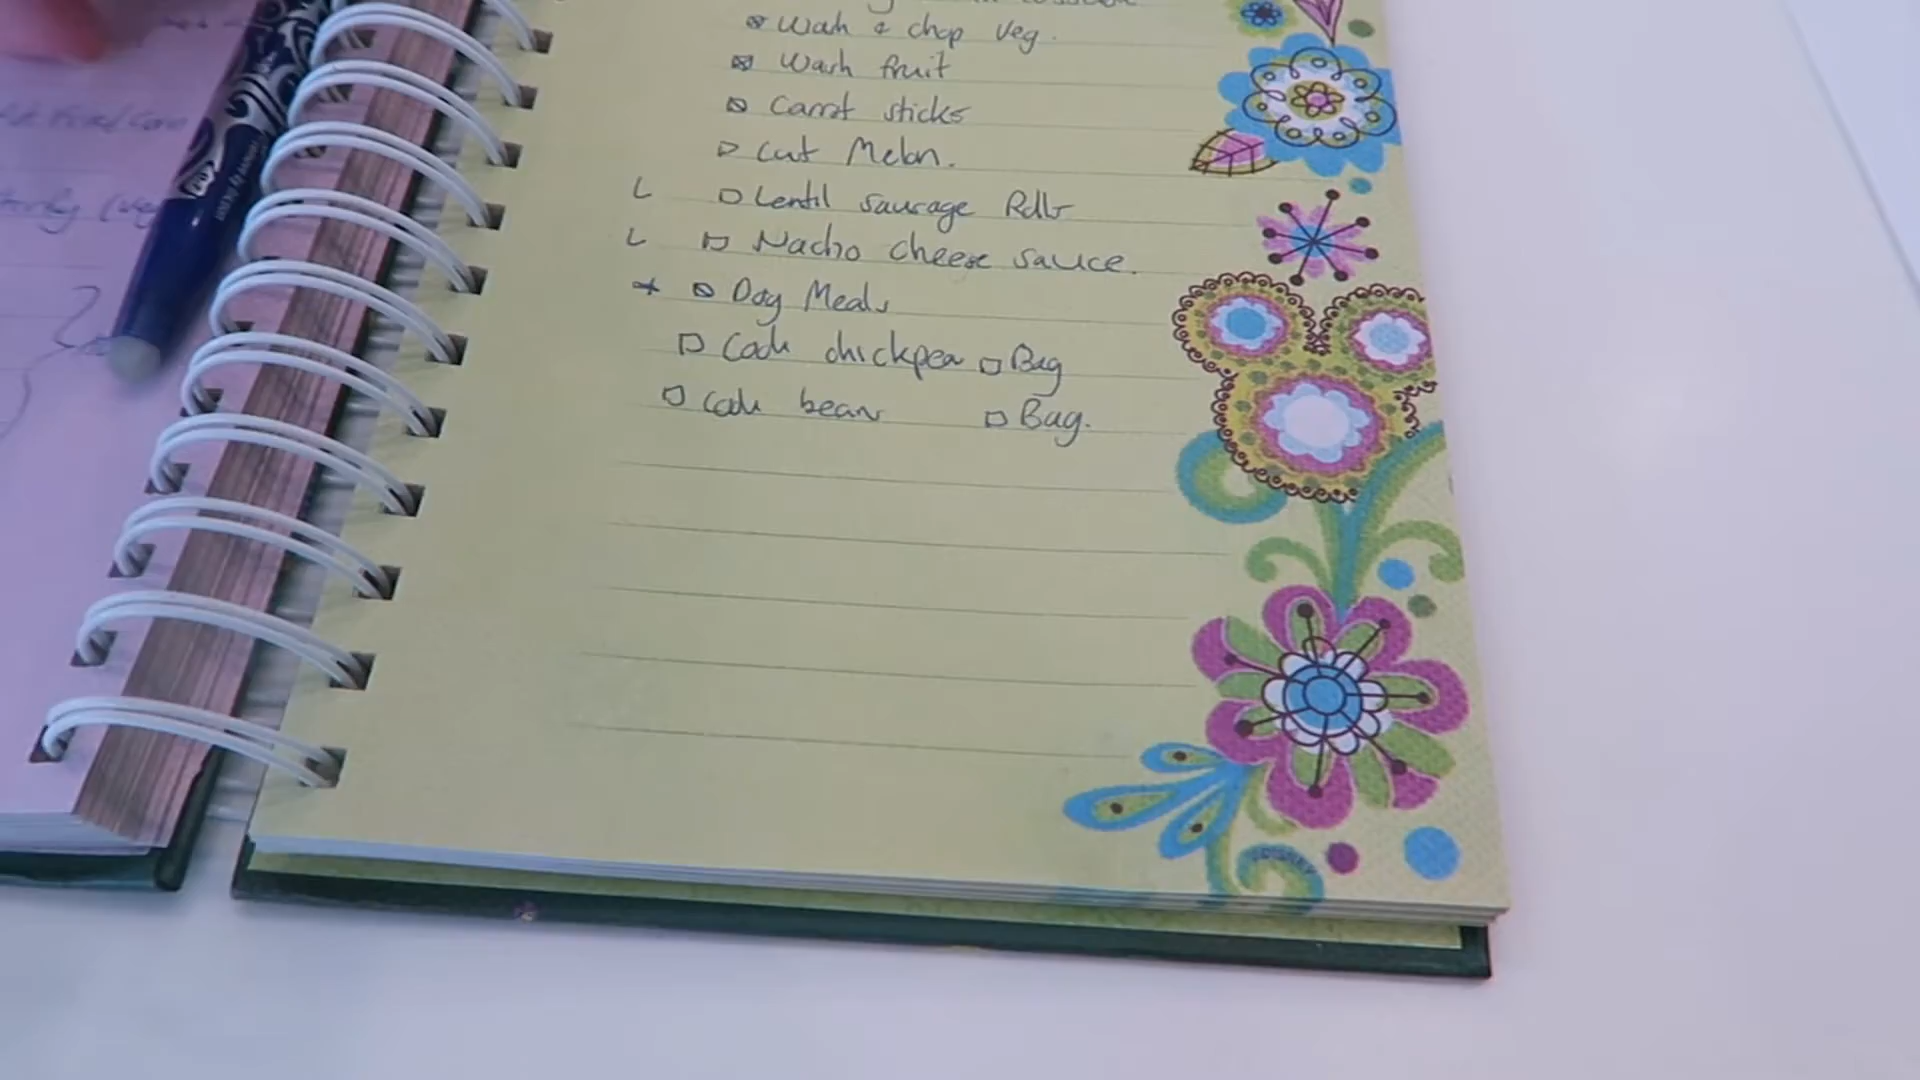 Wash & chop Veg.
Wash fruit
Carrot sticks
Cut Melon.
L Lentil sausage Rolls
L Nacho cheese sauce.
Dog Meals
Cook chickpea Bag
Cook beans Bag.